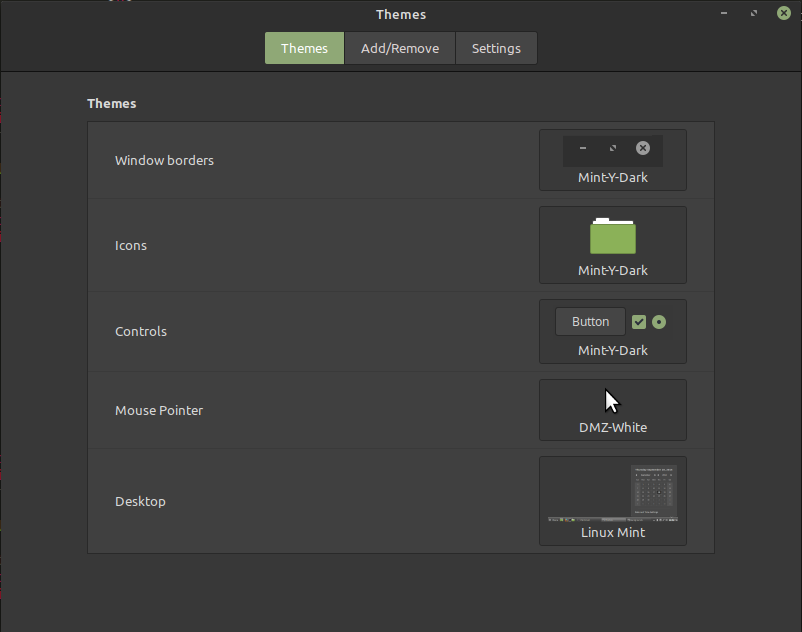 Themes
Themes Add/Remove Settings
Themes
Window borders
Mint-Y-Dark
Icons
Mint-Y-Dark
Controls
Button
Mint-Y-Dark
Mouse Pointer
DMZ-White
Desktop
Linux Mint